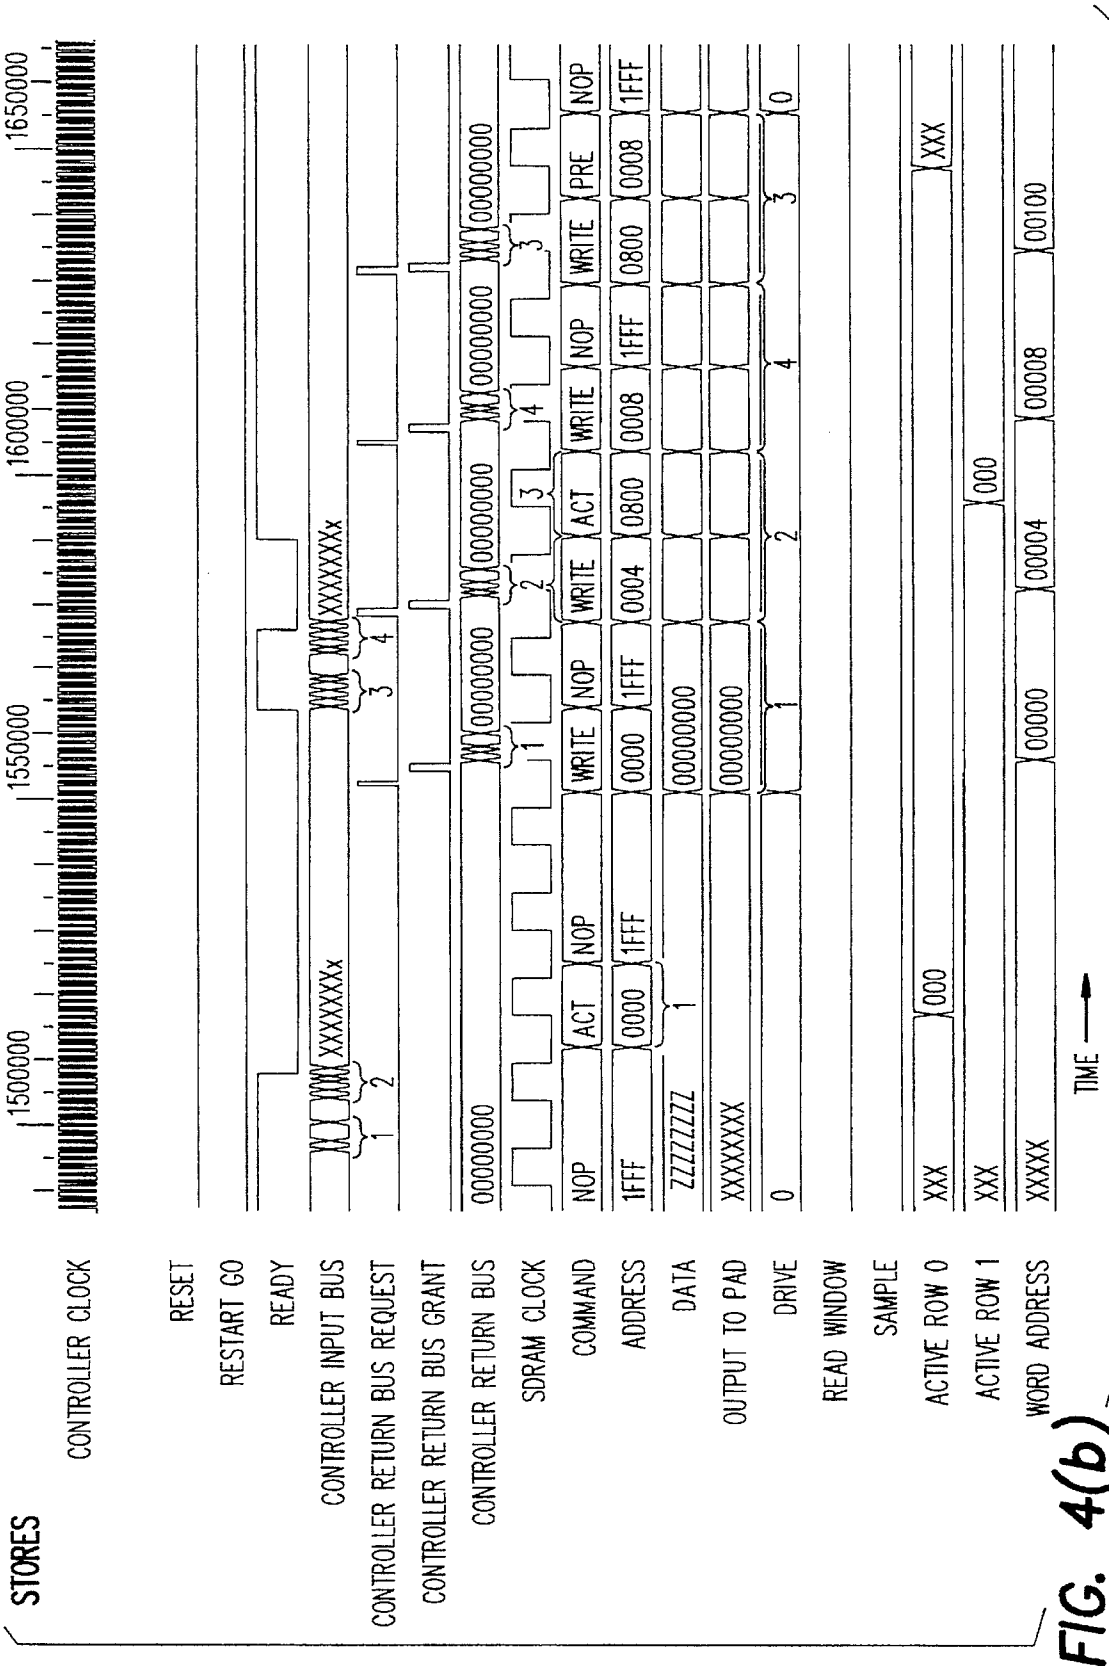 STORES
1500000 1550000 1600000 1650000
CONTROLLER CLOCK
RESET
RESTART GO
READY
CONTROLLER INPUT BUS XXXXXXXx XXXXXXXx
1 2 3 4
CONTROLLER RETURN BUS REQUEST
CONTROLLER RETURN BUS GRANT
CONTROLLER RETURN BUS 00000000 00000000 00000000 00000000 00000000
1 2 4 3
SDRAM CLOCK
3
COMMAND NOP ACT NOP WRITE NOP WRITE ACT WRITE NOP WRITE PRE NOP
ADDRESS 1FFF 0000 1FFF 0000 1FFF 0004 0800 0008 1FFF 0800 0008 1FFF
1
DATA ZZZZZZZZ 00000000
OUTPUT TO PAD XXXXXXXX 00000000
DRIVE 0 0
1 2 4 3
READ WINDOW
SAMPLE
ACTIVE ROW 0 XXX 000 XXX
ACTIVE ROW 1 XXX 000
WORD ADDRESS XXXXX 00000 00004 00008 00100
TIME
FIG. 4(b)